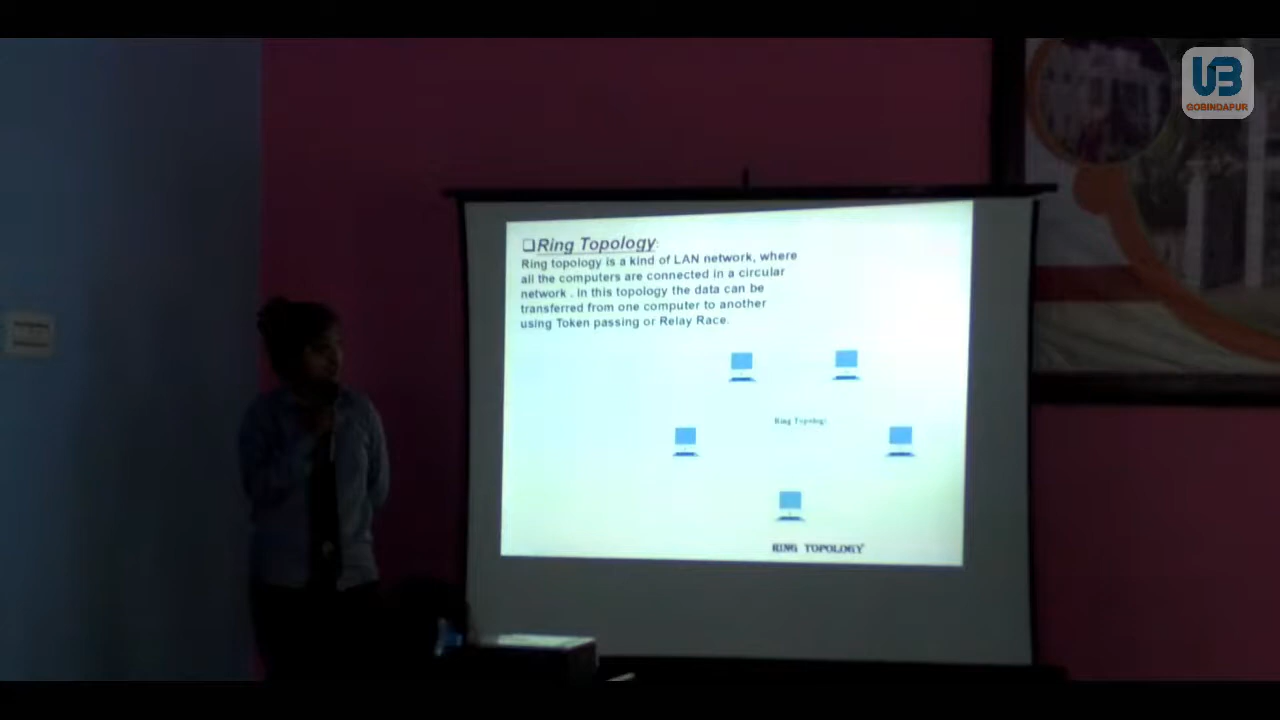 UB
GOBINDAPUR
❑Ring Topology:
Ring topology is a kind of LAN network, where
all the computers are connected in a circular
network . In this topology the data can be
transferred from one computer to another
using Token passing or Relay Race.
Ring Topology
RING TOPOLOGY